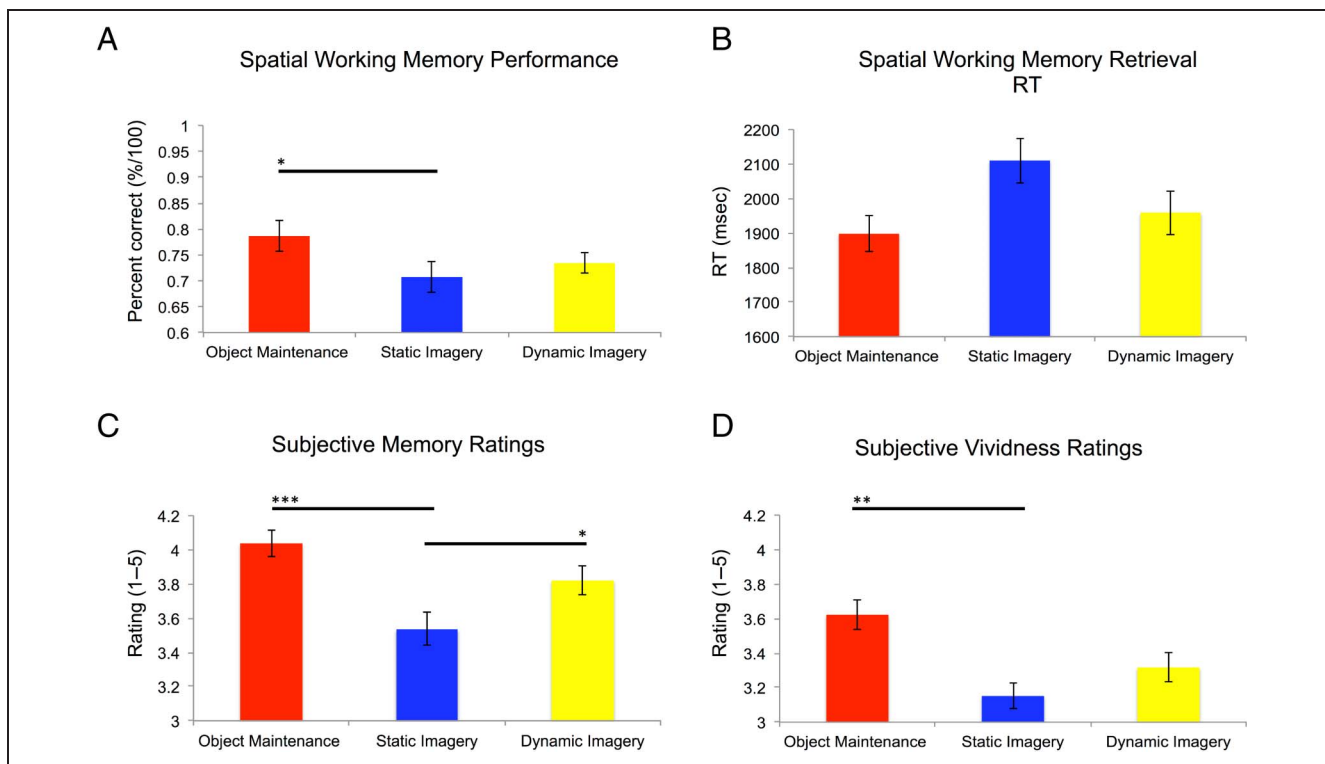 A
Spatial Working Memory Performance
Percent correct (%/100)
1
0.95
0.9
0.85
0.8
0.75
0.7
0.65
0.6
*
Object Maintenance
Static Imagery
Dynamic Imagery
B
Spatial Working Memory Retrieval
RT
RT (msec)
2200
2100
2000
1900
1800
1700
1600
Object Maintenance
Static Imagery
Dynamic Imagery
C
Subjective Memory Ratings
Rating (1–5)
4.2
4
3.8
3.6
3.4
3.2
3
***
*
Object Maintenance
Static Imagery
Dynamic Imagery
D
Subjective Vividness Ratings
Rating (1–5)
4.2
4
3.8
3.6
3.4
3.2
3
**
Object Maintenance
Static Imagery
Dynamic Imagery